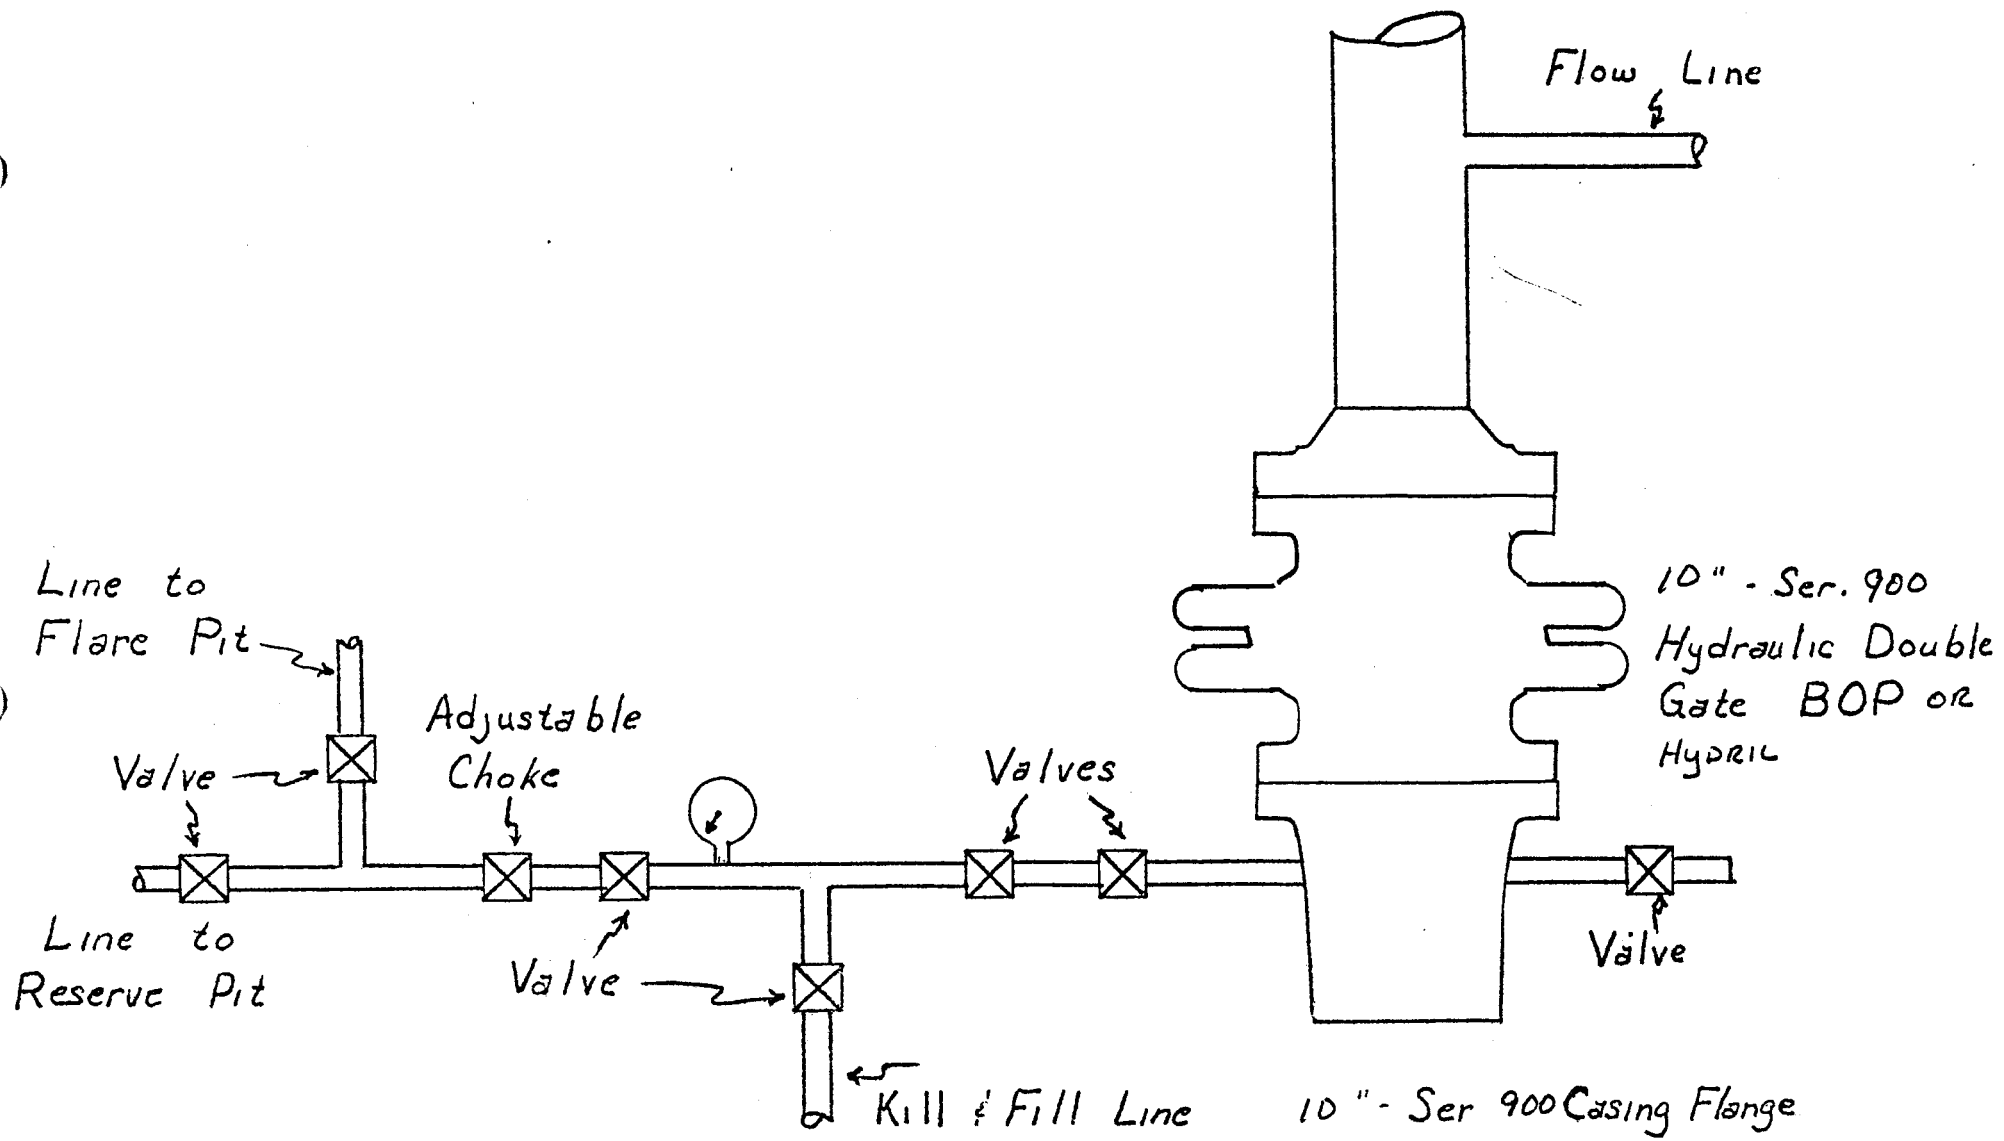 Flow Line
Line to
Flare Pit
10" - Ser. 900
Hydraulic Double
Gate BOP OR
HYDRIL
Adjustable
Choke
Valve
Valves
Line to
Reserve Pit
Valve
Valve
Kill & Fill Line
10" - Ser 900 Casing Flange